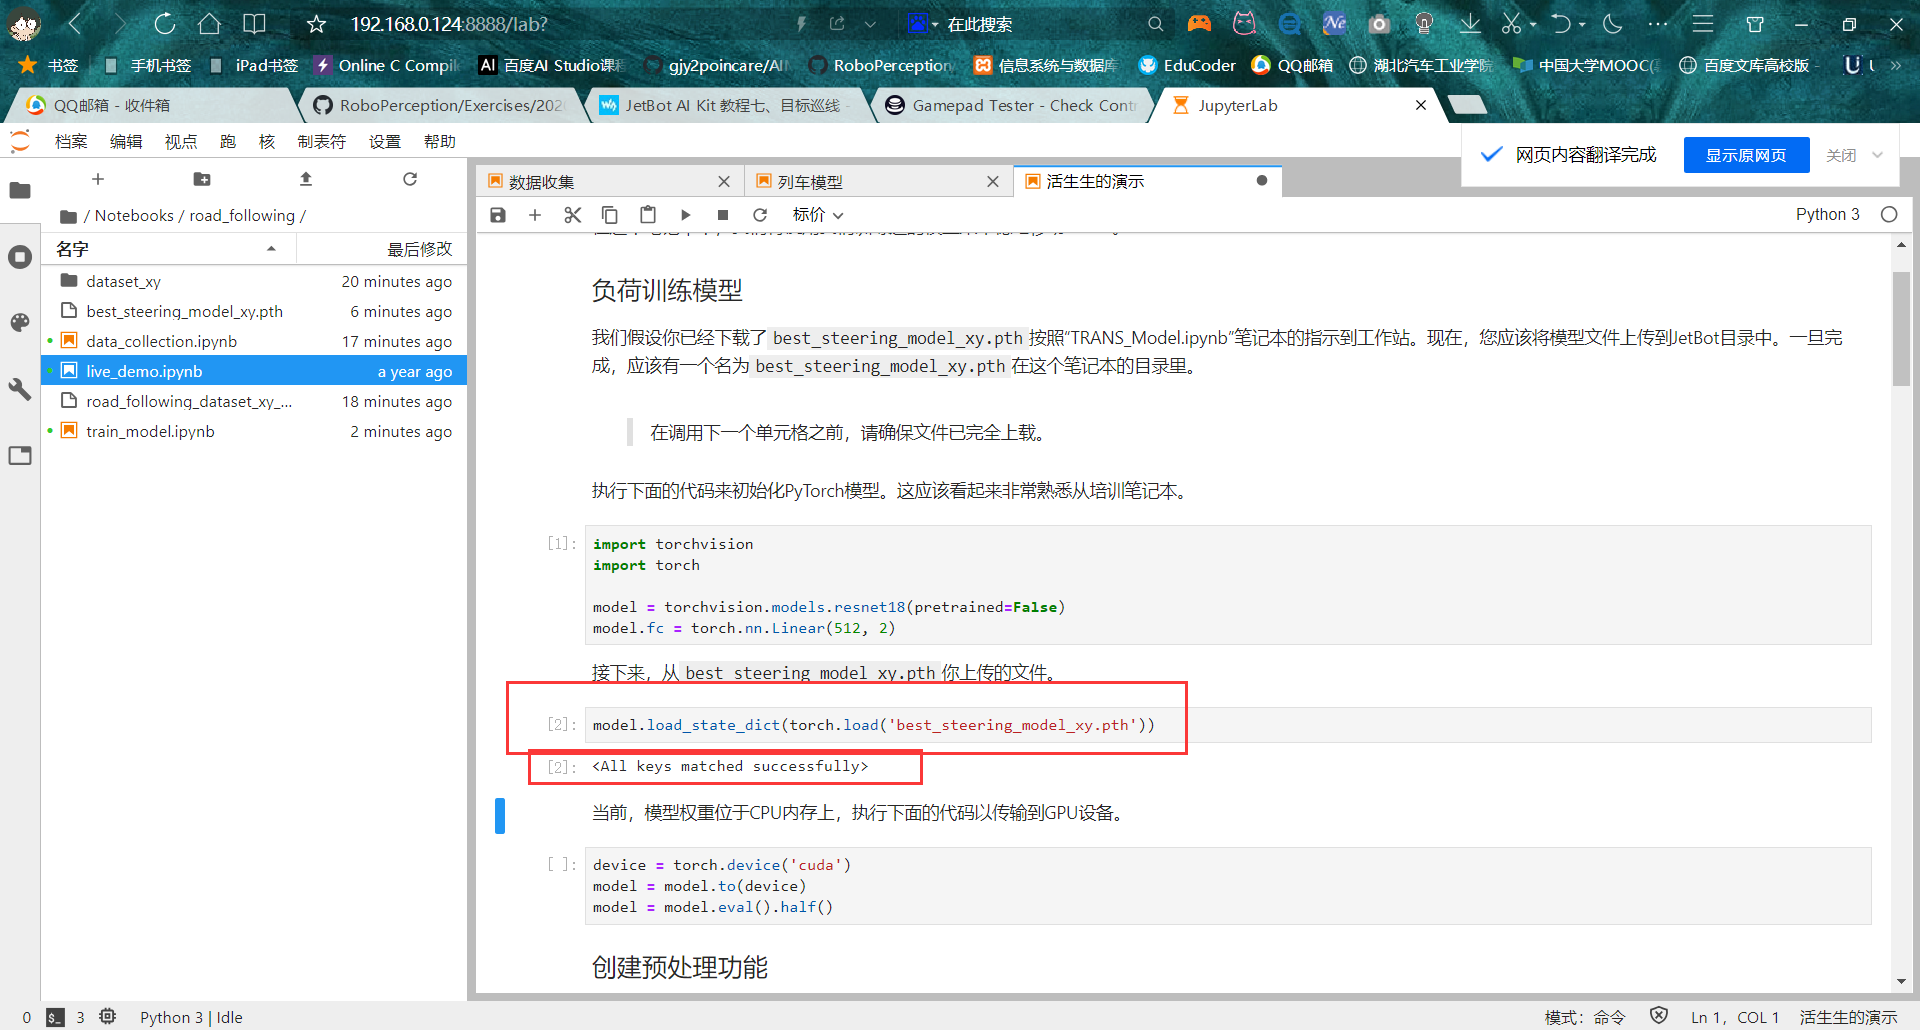 192.168.0.124:8888/lab?
在此搜索
书签
手机书签
iPad书签
Online C Compil
百度AI Studio课程
gjy2poincare/AI
RoboPerception
信息系统与数据库
EduCoder
QQ邮箱
湖北汽车工业学院
中国大学MOOC(
百度文库高校版
QQ邮箱 - 收件箱
RoboPerception/Exercises/202
JetBot AI Kit 教程七、目标巡线 -
Gamepad Tester - Check Contr
JupyterLab
档案 编辑 视点 跑 核 制表符 设置 帮助
网页内容翻译完成
显示原网页
关闭
数据收集
列车模型
活生生的演示
标价
Python 3
/ Notebooks / road_following /
名字 最后修改
dataset_xy 20 minutes ago
best_steering_model_xy.pth 6 minutes ago
data_collection.ipynb 17 minutes ago
live_demo.ipynb a year ago
road_following_dataset_xy_... 18 minutes ago
train_model.ipynb 2 minutes ago
负荷训练模型
我们假设你已经下载了 best_steering_model_xy.pth 按照“TRANS_Model.ipynb”笔记本的指示到工作站。现在，您应该将模型文件上传到JetBot目录中。一旦完
成，应该有一个名为 best_steering_model_xy.pth 在这个笔记本的目录里。
在调用下一个单元格之前，请确保文件已完全上载。
执行下面的代码来初始化PyTorch模型。这应该看起来非常熟悉从培训笔记本。
[1]:
import torchvision
import torch
model = torchvision.models.resnet18(pretrained=False)
model.fc = torch.nn.Linear(512, 2)
接下来，从 best_steering_model_xy.pth 你上传的文件。
[2]: model.load_state_dict(torch.load('best_steering_model_xy.pth'))
[2]: <All keys matched successfully>
当前，模型权重位于CPU内存上，执行下面的代码以传输到GPU设备。
[ ]:
device = torch.device('cuda')
model = model.to(device)
model = model.eval().half()
创建预处理功能
0 3 Python 3 | Idle
模式：命令 Ln 1, COL 1 活生生的演示